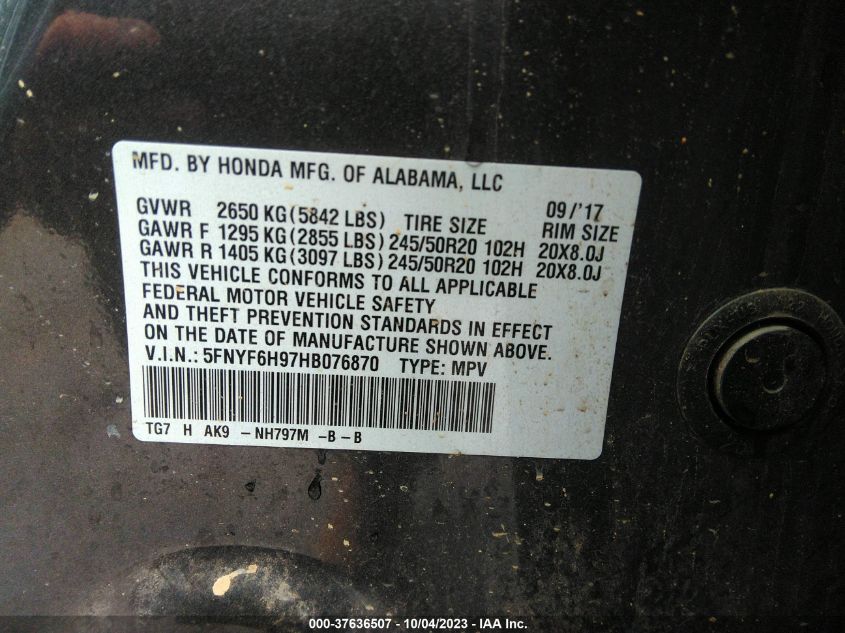 MFD. BY HONDA MFG. OF ALABAMA, LLC
GVWR 2650 KG(5842 LBS) TIRE SIZE 09/'17 RIM SIZE
GAWR F 1295 KG(2855 LBS) 245/50R20 102H 20X8.0J
GAWR R 1405 KG(3097 LBS) 245/50R20 102H 20X8.0J
THIS VEHICLE CONFORMS TO ALL APPLICABLE
FEDERAL MOTOR VEHICLE SAFETY
AND THEFT PREVENTION STANDARDS IN EFFECT
ON THE DATE OF MANUFACTURE SHOWN ABOVE.
V.I.N.: 5FNYF6H97HB076870 TYPE: MPV
TG7 H AK9 -NH797M -B-B
000-37636507 - 10/04/2023 - IAA Inc.